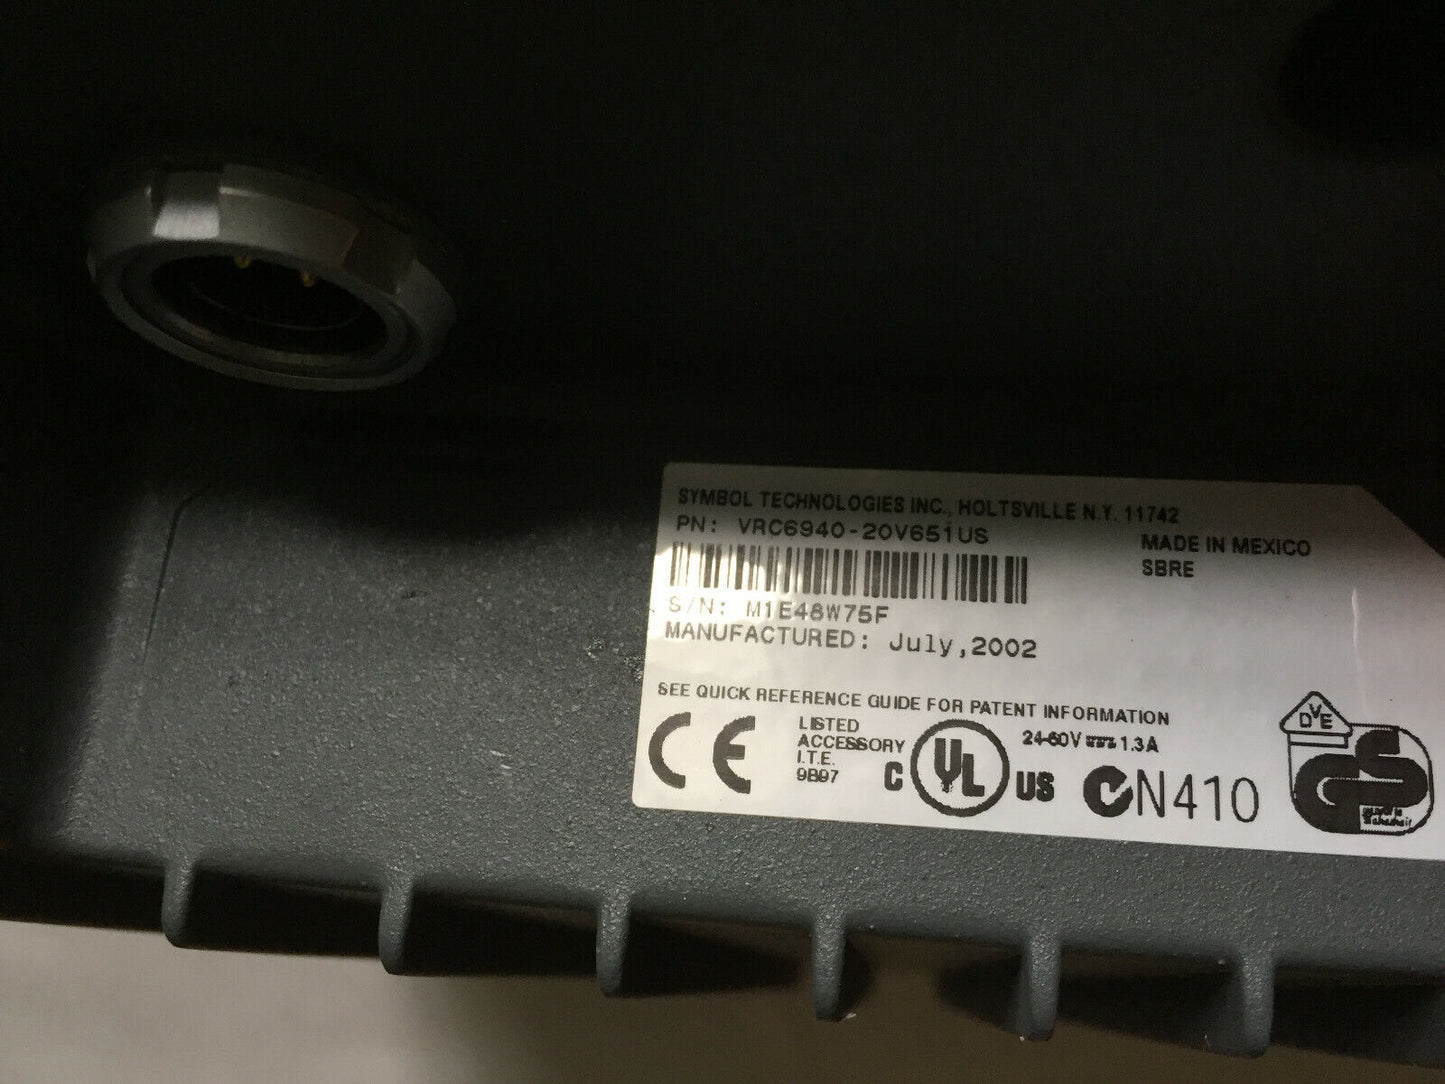 SYMBOL TECHNOLOGIES INC., HOLTSVILLE N.Y. 11742
PN: VRC6940-20V651US
MADE IN MEXICO
SBRE
S/N: M1E48W75F
MANUFACTURED: July,2002
SEE QUICK REFERENCE GUIDE FOR PATENT INFORMATION
CE
LISTED
ACCESSORY
I.T.E.
9B97
C UL US
24-60V 1.3A
N410
DVE
GS